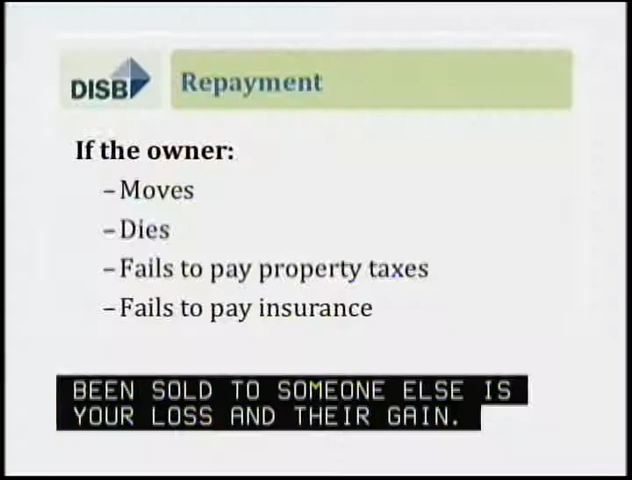 DISB
Repayment
If the owner:
– Moves
– Dies
– Fails to pay property taxes
– Fails to pay insurance
BEEN SOLD TO SOMEONE ELSE IS
YOUR LOSS AND THEIR GAIN.